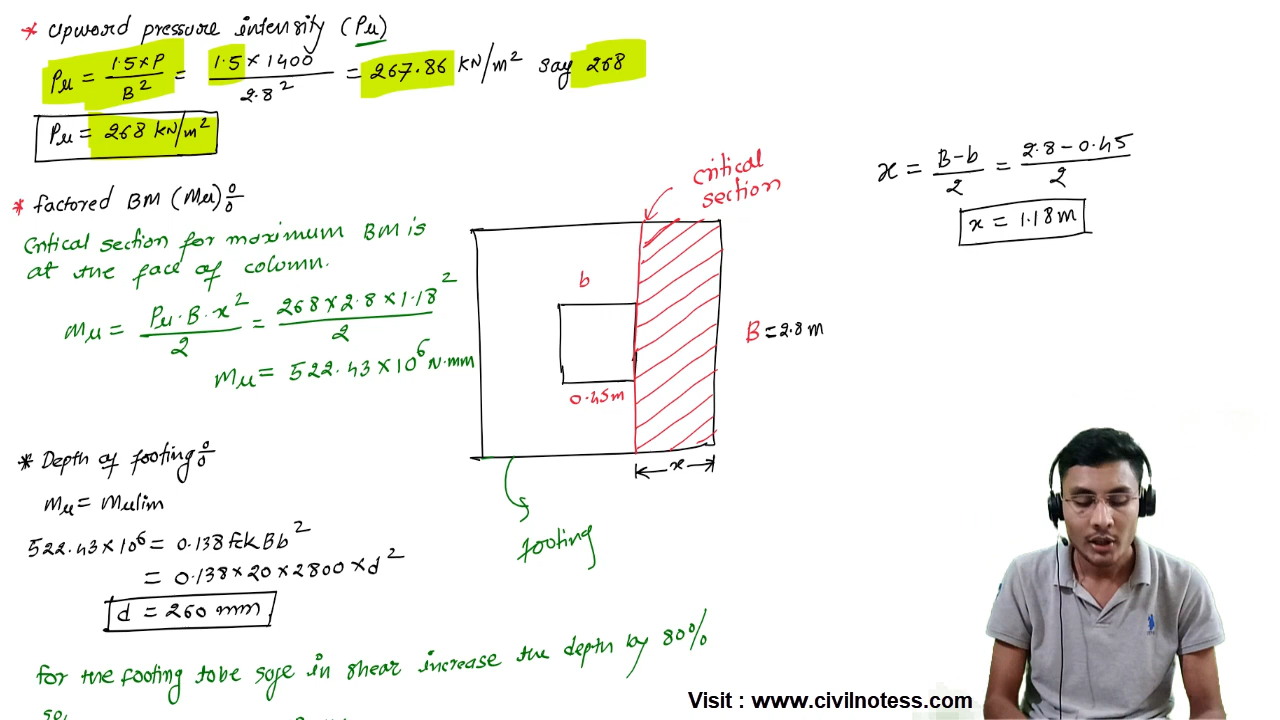 * Upward pressure intensity (Pu)
Pu = 1.5×P / B² = 1.5 × 1400 / 2.8² = 267.86 kN/m² say 268
Pu = 268 kN/m²
* factored BM (Mu)%
Critical section for maximum BM is
at the face of column.
Mu = Pu·B·x² / 2 = 268 × 2.8 × 1.18² / 2
Mu = 522.43 × 10⁶ N·mm
* Depth of footing%
Mu = Mulim
522.43 × 10⁶ = 0.138 fck Bb²
= 0.138 × 20 × 2800 × d²
d = 260 mm
for the footing tobe safe in shear increase the depth by 80%
so,
critical
section
b
0.45m
B = 2.8 m
x
footing
x = B-b / 2 = 2.8 - 0.45 / 2
x = 1.18 m
Visit : www.civilnotess.com